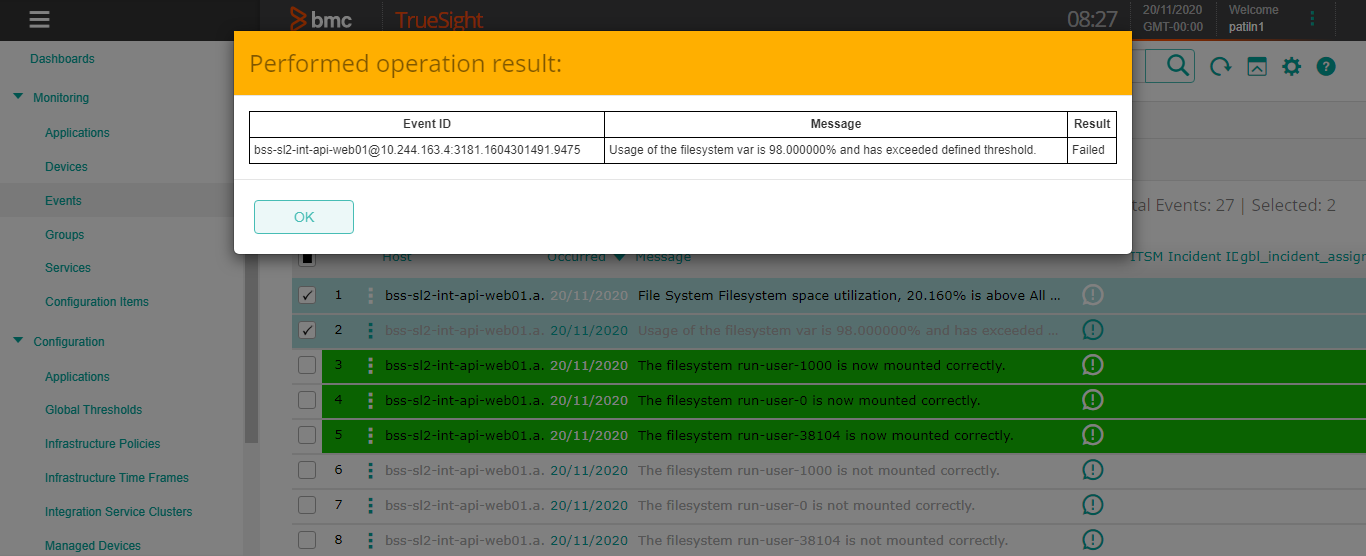 bmc TrueSight 08:27 20/11/2020 Welcome
GMT-00:00 patiln1
Performed operation result:
Event ID Message Result
bss-sl2-int-api-web01@10.244.163.4:3181.1604301491.9475 Usage of the filesystem var is 98.000000% and has exceeded defined threshold. Failed
OK
Dashboards
Monitoring
Applications
Devices
Events
Groups
Services
Configuration Items
Configuration
Applications
Global Thresholds
Infrastructure Policies
Infrastructure Time Frames
Integration Service Clusters
Managed Devices
tal Events: 27 | Selected: 2
Host Occurred Message ITSM Incident I gbl_incident_assign
1 bss-sl2-int-api-web01.a. 20/11/2020 File System Filesystem space utilization, 20.160% is above All ...
2 bss-sl2-int-api-web01.a. 20/11/2020 Usage of the filesystem var is 98.000000% and has exceeded ...
3 bss-sl2-int-api-web01.a. 20/11/2020 The filesystem run-user-1000 is now mounted correctly.
4 bss-sl2-int-api-web01.a. 20/11/2020 The filesystem run-user-0 is now mounted correctly.
5 bss-sl2-int-api-web01.a. 20/11/2020 The filesystem run-user-38104 is now mounted correctly.
6 bss-sl2-int-api-web01.a. 20/11/2020 The filesystem run-user-1000 is not mounted correctly.
7 bss-sl2-int-api-web01.a. 20/11/2020 The filesystem run-user-0 is not mounted correctly.
8 bss-sl2-int-api-web01.a. 20/11/2020 The filesystem run-user-38104 is not mounted correctly.